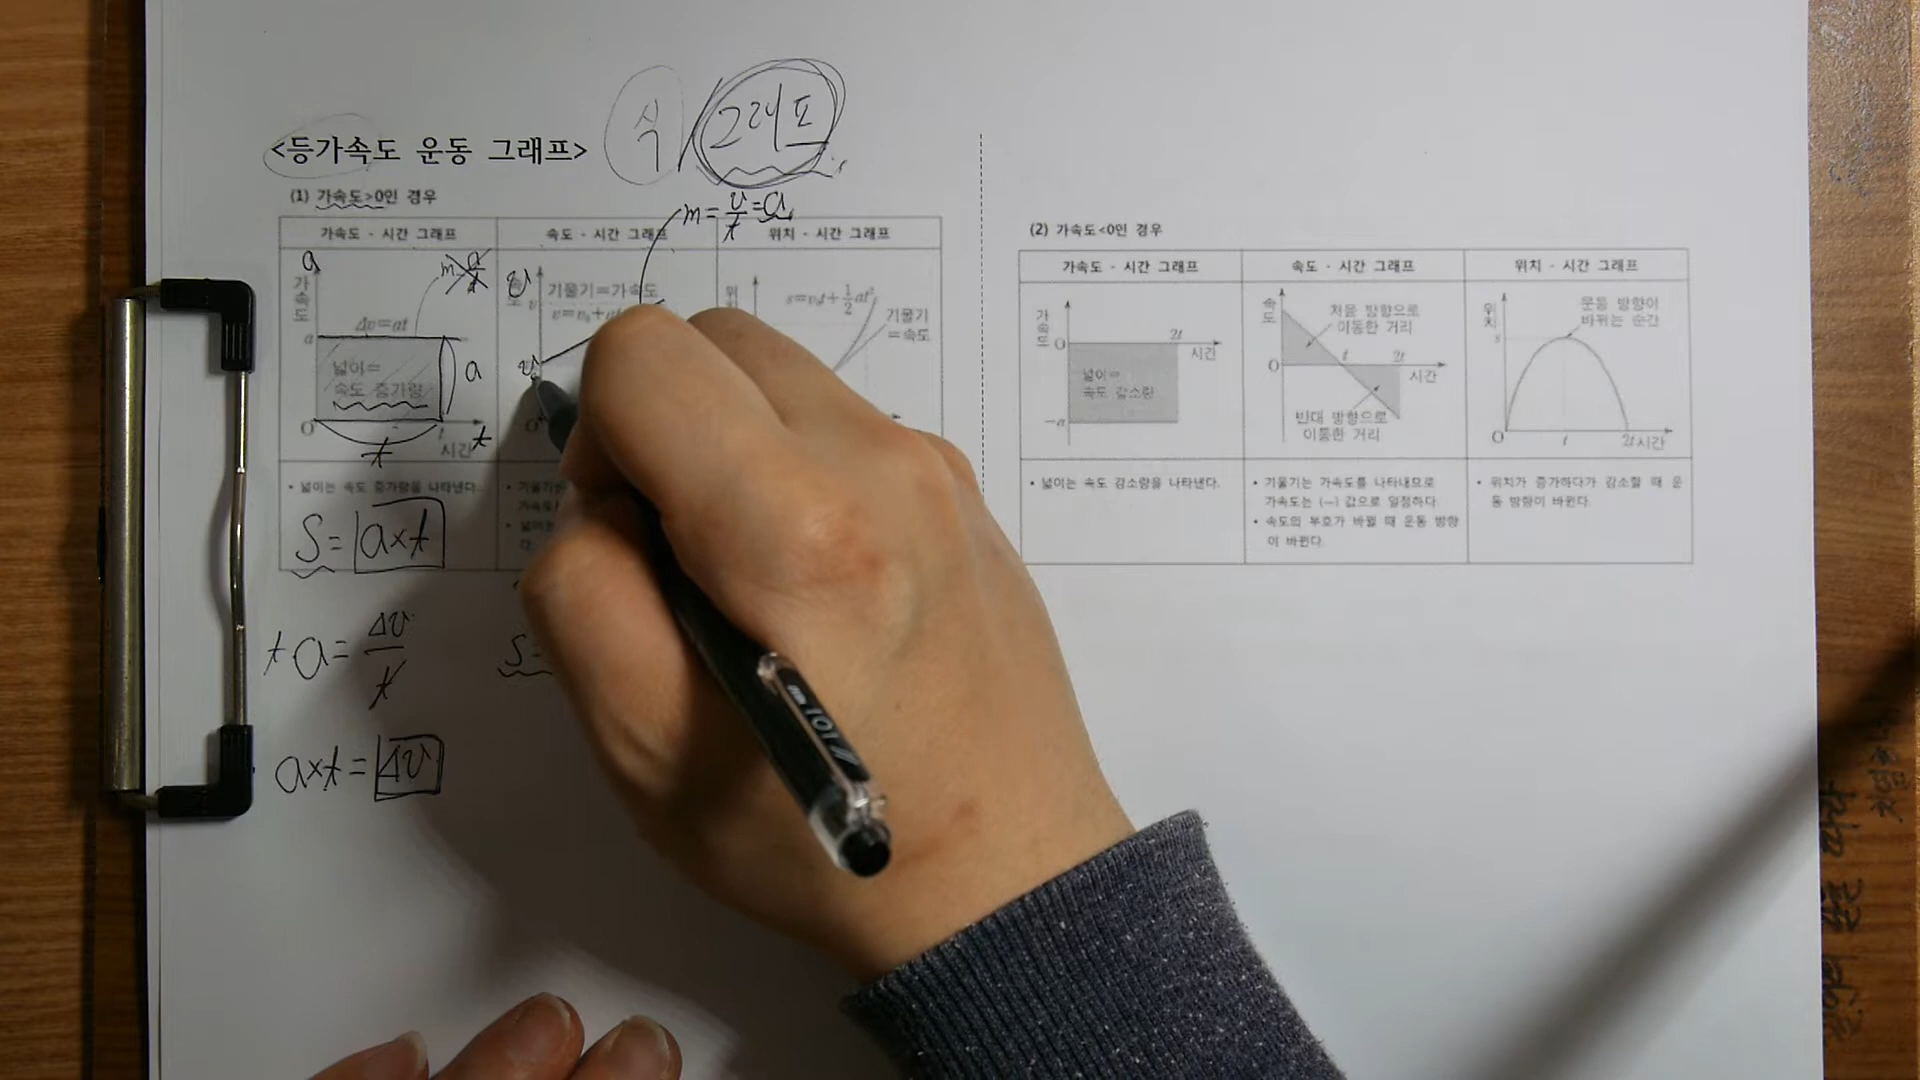 식 / 그래프
<등가속도 운동 그래프>
(1) 가속도>0인 경우
m = v/t = a
가속도 - 시간 그래프
속도 - 시간 그래프
위치 - 시간 그래프
a
가속도
m=a/t
Δv=at
a
넓이=
속도 증가량
a
O
t
시간
t
t
v
v
기울기=가속도
v=v₀+at
v₀
O
s=v₀t+½at²
기울기
=속도
• 넓이는 속도 증가량을 나타낸다.
• 기울기는
가속도
• 넓이는
다.
S = a×t
t a = Δv/t
S=
a×t = Δv
(2) 가속도<0인 경우
가속도 - 시간 그래프
속도 - 시간 그래프
위치 - 시간 그래프
가속도
O
2t
시간
넓이=
속도 감소량
-a
속도
처음 방향으로
이동한 거리
O
t
2t
시간
반대 방향으로
이동한 거리
위치
운동 방향이
바뀌는 순간
s
O
t
2t
시간
• 넓이는 속도 감소량을 나타낸다.
• 기울기는 가속도를 나타내므로
가속도는 (—) 값으로 일정하다.
• 속도의 부호가 바뀔 때 운동 방향
이 바뀐다.
• 위치가 증가하다가 감소할 때 운
동 방향이 바뀐다.